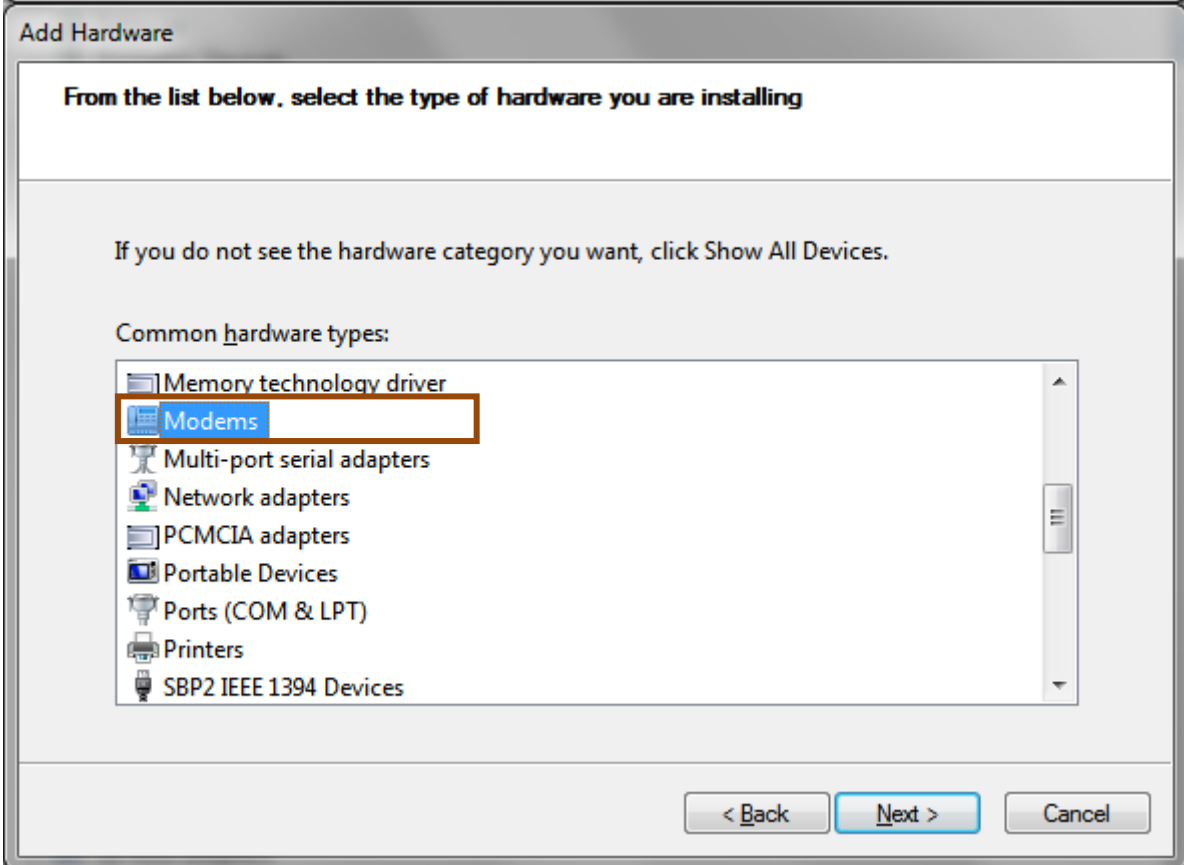 Add Hardware
From the list below, select the type of hardware you are installing
If you do not see the hardware category you want, click Show All Devices.
Common hardware types:
Memory technology driver
Modems
Multi-port serial adapters
Network adapters
PCMCIA adapters
Portable Devices
Ports (COM & LPT)
Printers
SBP2 IEEE 1394 Devices
< Back Next > Cancel